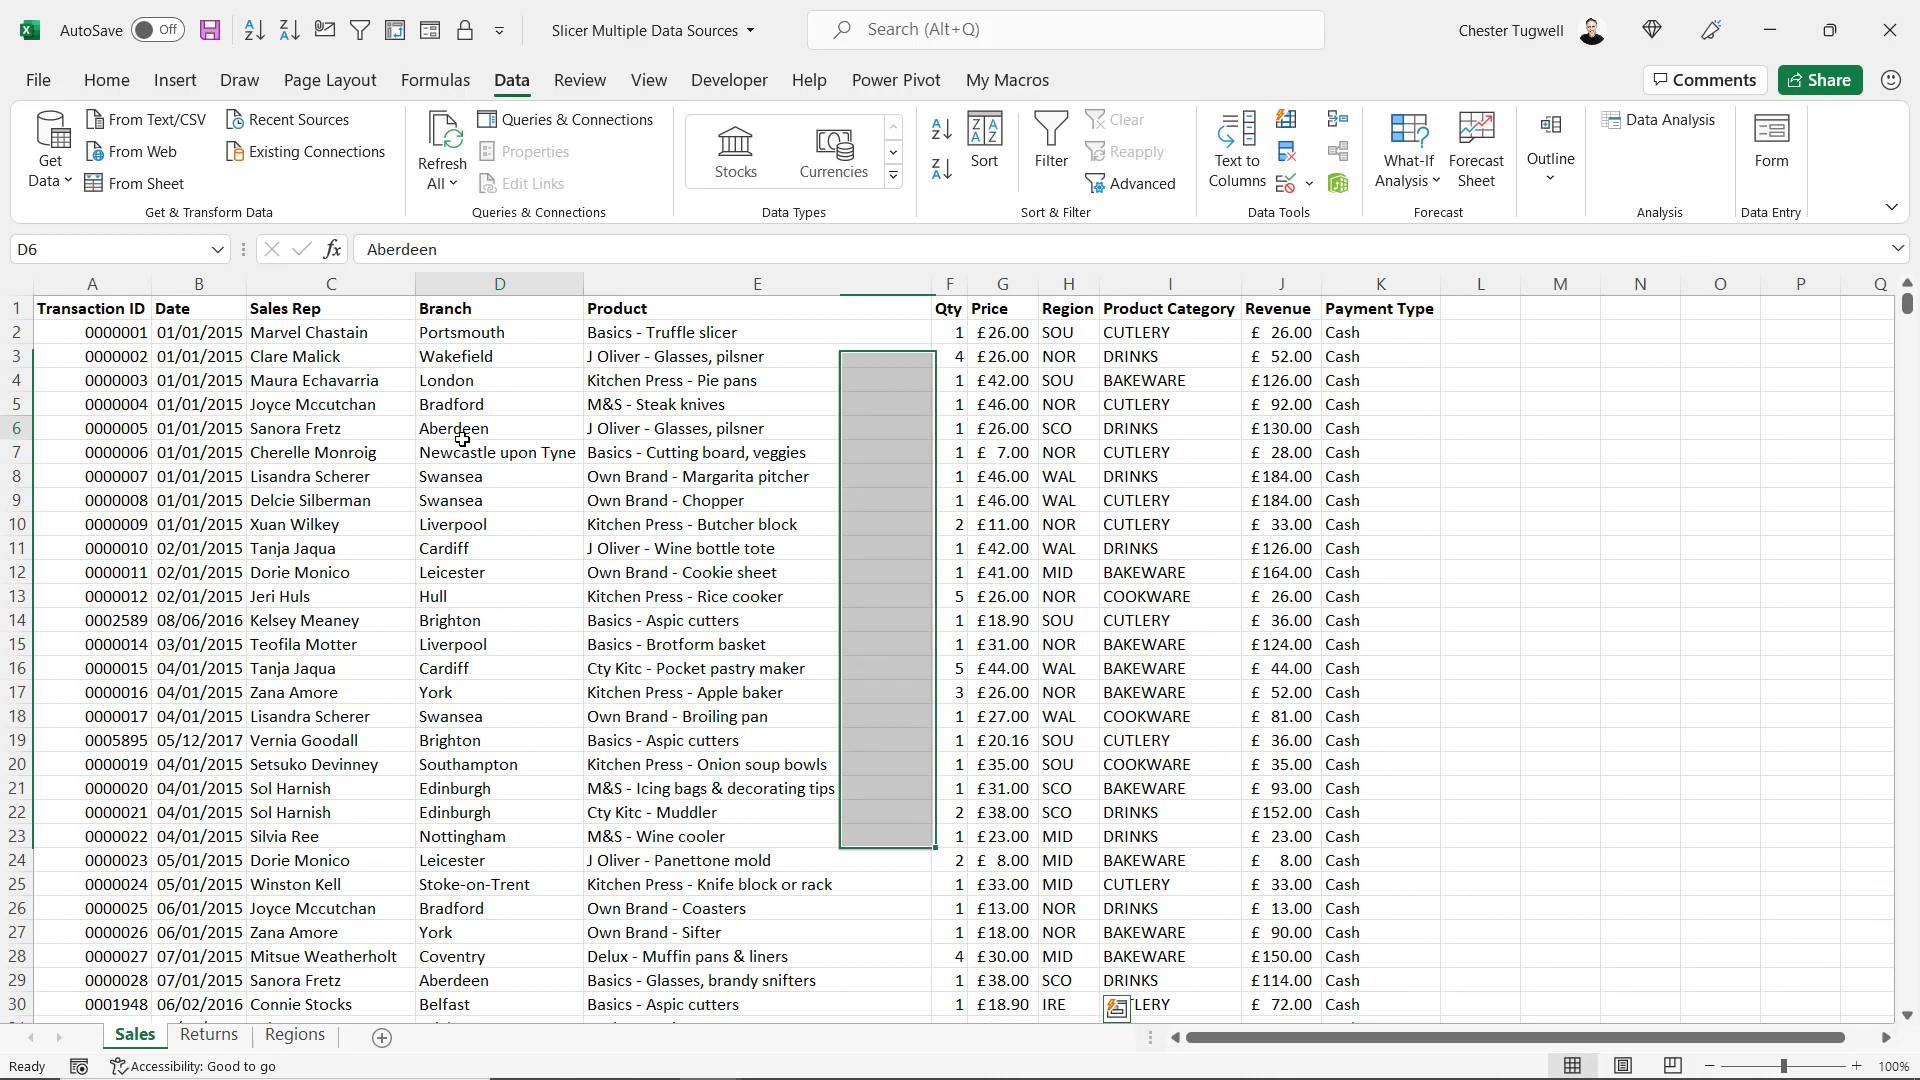 AutoSave Off Slicer Multiple Data Sources Search (Alt+Q) Chester Tugwell
File Home Insert Draw Page Layout Formulas Data Review View Developer Help Power Pivot My Macros Comments Share
Get Data From Text/CSV Recent Sources Refresh All Queries & Connections Sort Filter Clear Text to Columns What-If Analysis Forecast Sheet Outline Data Analysis Form
From Web Existing Connections Properties Stocks Currencies Reapply
From Sheet Edit Links Advanced
Get & Transform Data Queries & Connections Data Types Sort & Filter Data Tools Forecast Analysis Data Entry
D6 fx Aberdeen
A B C D E F G H I J K L M N O P Q
1 Transaction ID Date Sales Rep Branch Product Qty Price Region Product Category Revenue Payment Type
2 0000001 01/01/2015 Marvel Chastain Portsmouth Basics - Truffle slicer 1 £26.00 SOU CUTLERY £ 26.00 Cash
3 0000002 01/01/2015 Clare Malick Wakefield J Oliver - Glasses, pilsner 4 £26.00 NOR DRINKS £ 52.00 Cash
4 0000003 01/01/2015 Maura Echavarria London Kitchen Press - Pie pans 1 £42.00 SOU BAKEWARE £126.00 Cash
5 0000004 01/01/2015 Joyce Mccutchan Bradford M&S - Steak knives 1 £46.00 NOR CUTLERY £ 92.00 Cash
6 0000005 01/01/2015 Sanora Fretz Aberdeen J Oliver - Glasses, pilsner 1 £26.00 SCO DRINKS £130.00 Cash
7 0000006 01/01/2015 Cherelle Monroig Newcastle upon Tyne Basics - Cutting board, veggies 1 £ 7.00 NOR CUTLERY £ 28.00 Cash
8 0000007 01/01/2015 Lisandra Scherer Swansea Own Brand - Margarita pitcher 1 £46.00 WAL DRINKS £184.00 Cash
9 0000008 01/01/2015 Delcie Silberman Swansea Own Brand - Chopper 1 £46.00 WAL CUTLERY £184.00 Cash
10 0000009 01/01/2015 Xuan Wilkey Liverpool Kitchen Press - Butcher block 2 £11.00 NOR CUTLERY £ 33.00 Cash
11 0000010 02/01/2015 Tanja Jaqua Cardiff J Oliver - Wine bottle tote 1 £42.00 WAL DRINKS £126.00 Cash
12 0000011 02/01/2015 Dorie Monico Leicester Own Brand - Cookie sheet 1 £41.00 MID BAKEWARE £164.00 Cash
13 0000012 02/01/2015 Jeri Huls Hull Kitchen Press - Rice cooker 5 £26.00 NOR COOKWARE £ 26.00 Cash
14 0002589 08/06/2016 Kelsey Meaney Brighton Basics - Aspic cutters 1 £18.90 SOU CUTLERY £ 36.00 Cash
15 0000014 03/01/2015 Teofila Motter Liverpool Basics - Brotform basket 1 £31.00 NOR BAKEWARE £124.00 Cash
16 0000015 04/01/2015 Tanja Jaqua Cardiff Cty Kitc - Pocket pastry maker 5 £44.00 WAL BAKEWARE £ 44.00 Cash
17 0000016 04/01/2015 Zana Amore York Kitchen Press - Apple baker 3 £26.00 NOR BAKEWARE £ 52.00 Cash
18 0000017 04/01/2015 Lisandra Scherer Swansea Own Brand - Broiling pan 1 £27.00 WAL COOKWARE £ 81.00 Cash
19 0005895 05/12/2017 Vernia Goodall Brighton Basics - Aspic cutters 1 £20.16 SOU CUTLERY £ 36.00 Cash
20 0000019 04/01/2015 Setsuko Devinney Southampton Kitchen Press - Onion soup bowls 1 £35.00 SOU COOKWARE £ 35.00 Cash
21 0000020 04/01/2015 Sol Harnish Edinburgh M&S - Icing bags & decorating tips 1 £31.00 SCO BAKEWARE £ 93.00 Cash
22 0000021 04/01/2015 Sol Harnish Edinburgh Cty Kitc - Muddler 2 £38.00 SCO DRINKS £152.00 Cash
23 0000022 04/01/2015 Silvia Ree Nottingham M&S - Wine cooler 1 £23.00 MID DRINKS £ 23.00 Cash
24 0000023 05/01/2015 Dorie Monico Leicester J Oliver - Panettone mold 2 £ 8.00 MID BAKEWARE £ 8.00 Cash
25 0000024 05/01/2015 Winston Kell Stoke-on-Trent Kitchen Press - Knife block or rack 1 £33.00 MID CUTLERY £ 33.00 Cash
26 0000025 06/01/2015 Joyce Mccutchan Bradford Own Brand - Coasters 1 £13.00 NOR DRINKS £ 13.00 Cash
27 0000026 06/01/2015 Zana Amore York Own Brand - Sifter 1 £18.00 NOR BAKEWARE £ 90.00 Cash
28 0000027 07/01/2015 Mitsue Weatherholt Coventry Delux - Muffin pans & liners 4 £30.00 MID BAKEWARE £150.00 Cash
29 0000028 07/01/2015 Sanora Fretz Aberdeen Basics - Glasses, brandy snifters 1 £38.00 SCO DRINKS £114.00 Cash
30 0001948 06/02/2016 Connie Stocks Belfast Basics - Aspic cutters 1 £18.90 IRE TLERY £ 72.00 Cash
Sales Returns Regions
Ready Accessibility: Good to go 100%